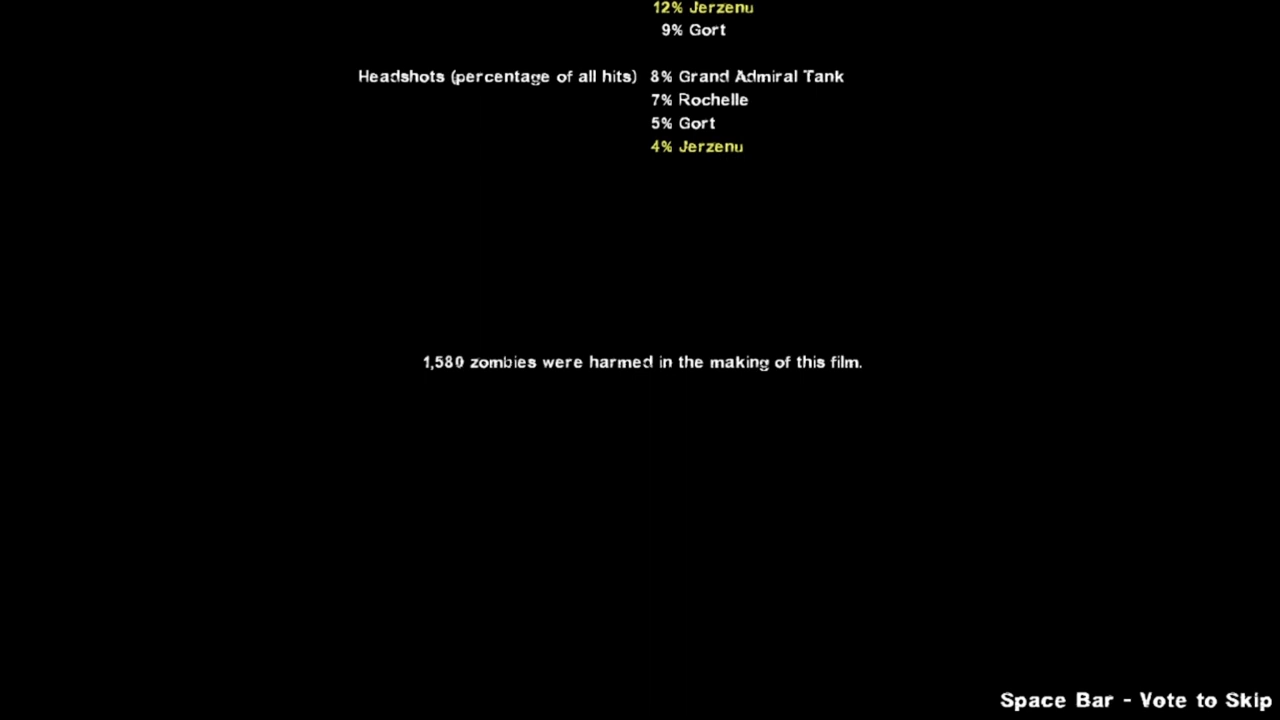 12% Jerzenu
9% Gort
Headshots (percentage of all hits) 8% Grand Admiral Tank
7% Rochelle
5% Gort
4% Jerzenu
1,580 zombies were harmed in the making of this film.
Space Bar - Vote to Skip